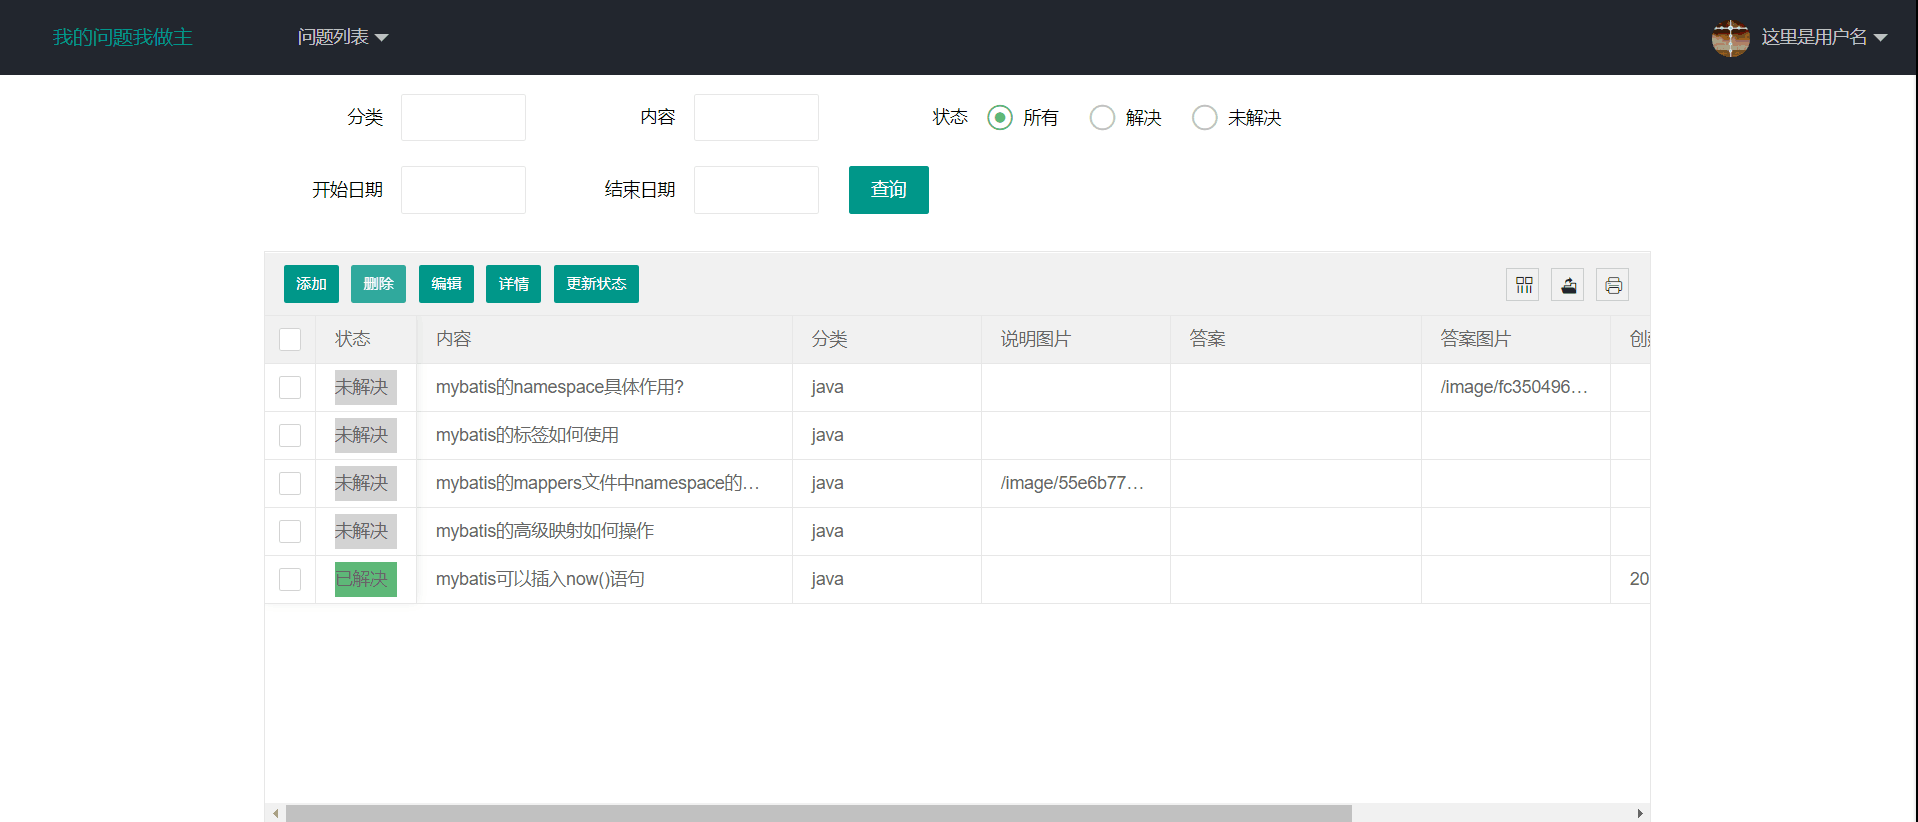 我的问题我做主 问题列表 这里是用户名
分类 内容 状态 所有 解决 未解决
开始日期 结束日期 查询
添加 删除 编辑 详情 更新状态
状态 内容 分类 说明图片 答案 答案图片 创
未解决 mybatis的namespace具体作用? java /image/fc350496…
未解决 mybatis的标签如何使用 java
未解决 mybatis的mappers文件中namespace的… java /image/55e6b77…
未解决 mybatis的高级映射如何操作 java
已解决 mybatis可以插入now()语句 java 20